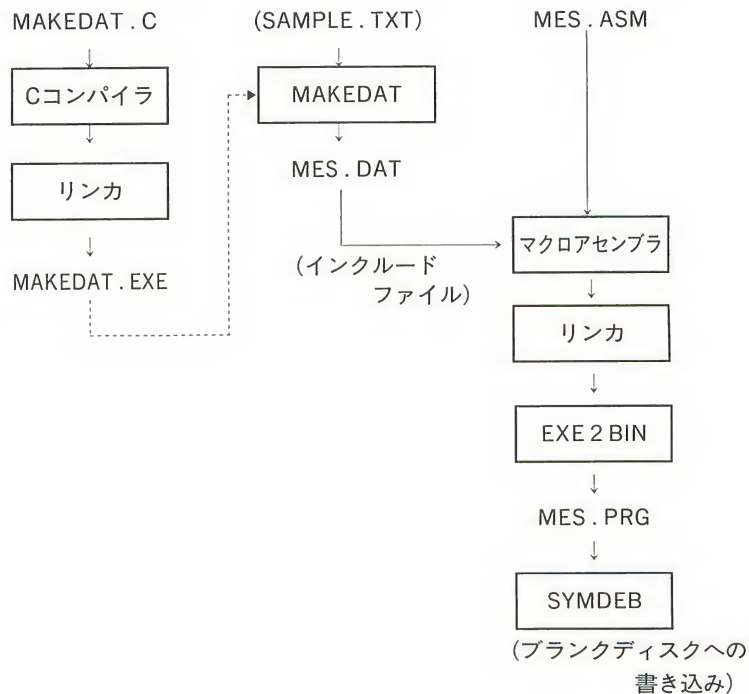 MAKEDAT.C
Cコンパイラ
リンカ
MAKEDAT.EXE
(SAMPLE.TXT)
MAKEDAT
MES.DAT
(インクルード
ファイル)
MES.ASM
マクロアセンブラ
リンカ
EXE2BIN
MES.PRG
SYMDEB
(ブランクディスクへの
書き込み)